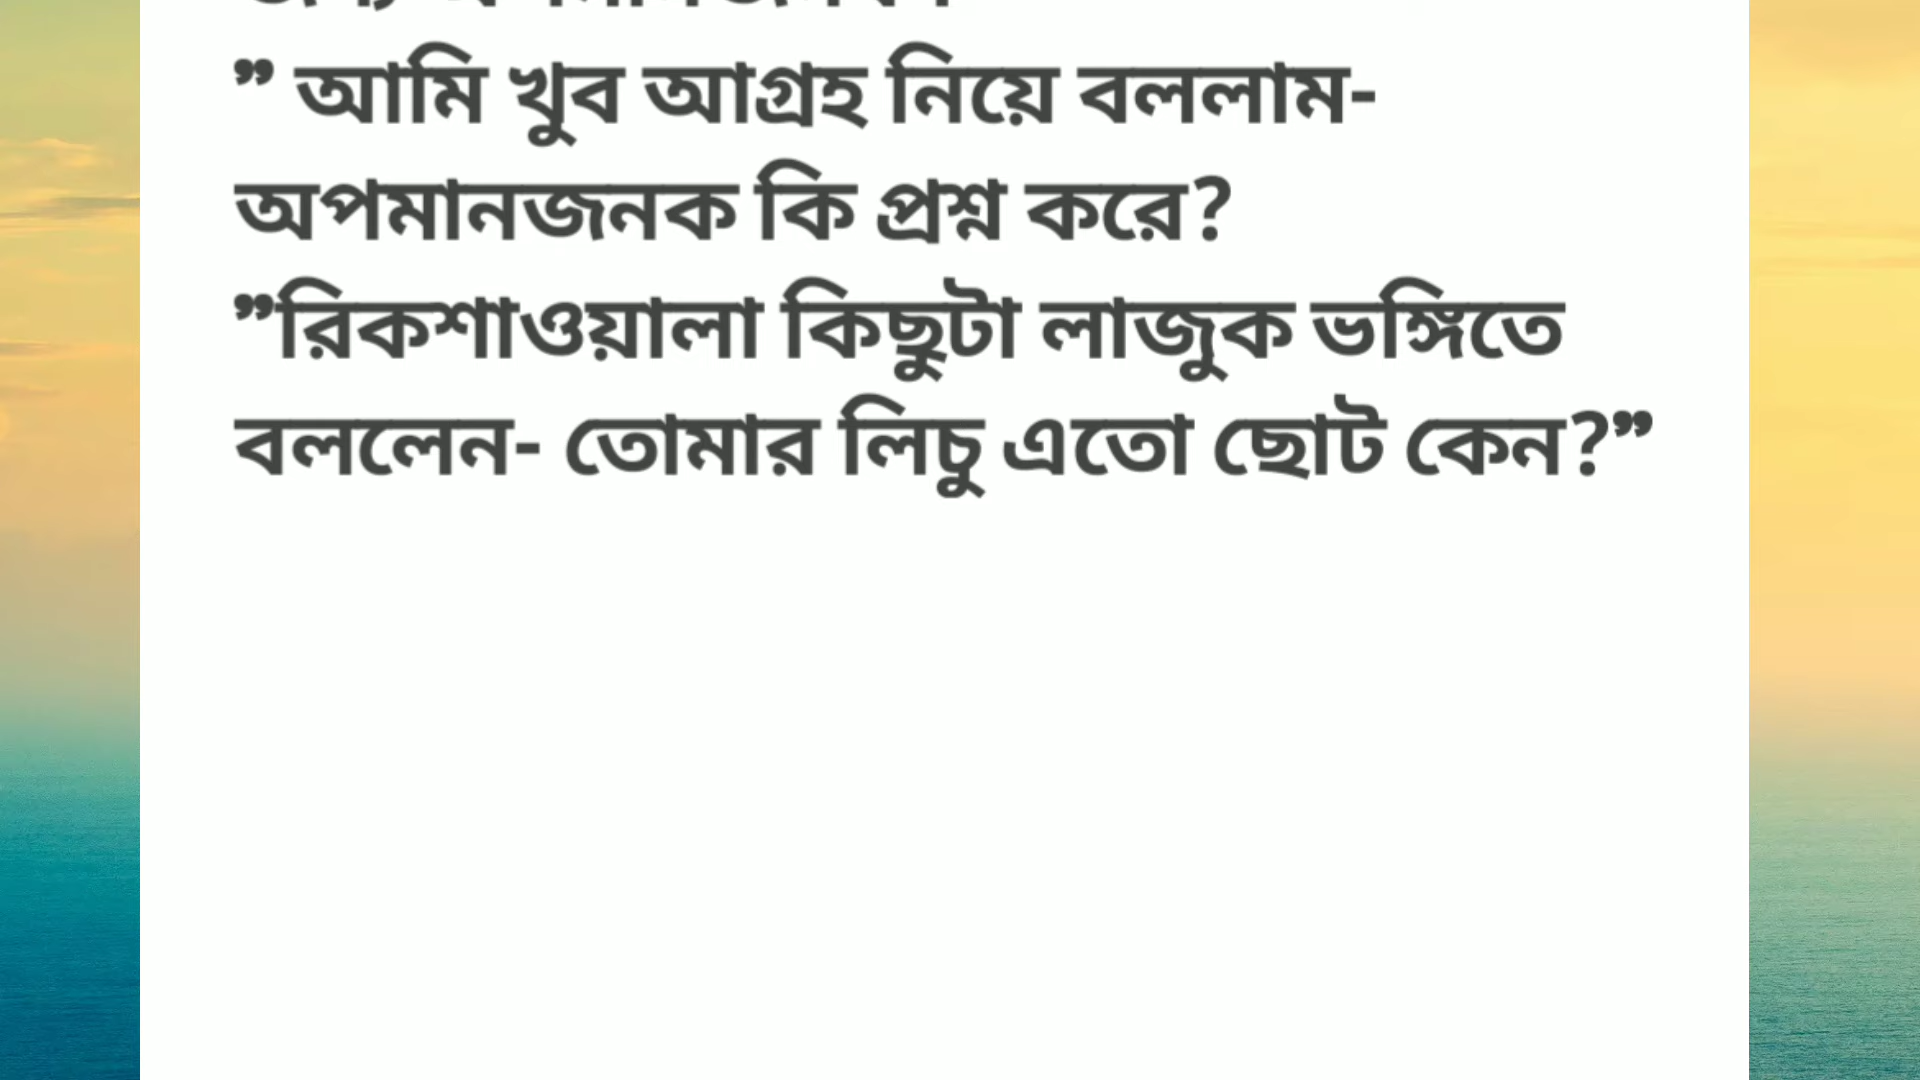 ” আমি খুব আগ্রহ নিয়ে বললাম-
অপমানজনক কি প্রশ্ন করে?
”রিকশাওয়ালা কিছুটা লাজুক ভঙ্গিতে
বললেন- তোমার লিচু এতো ছোট কেন?”